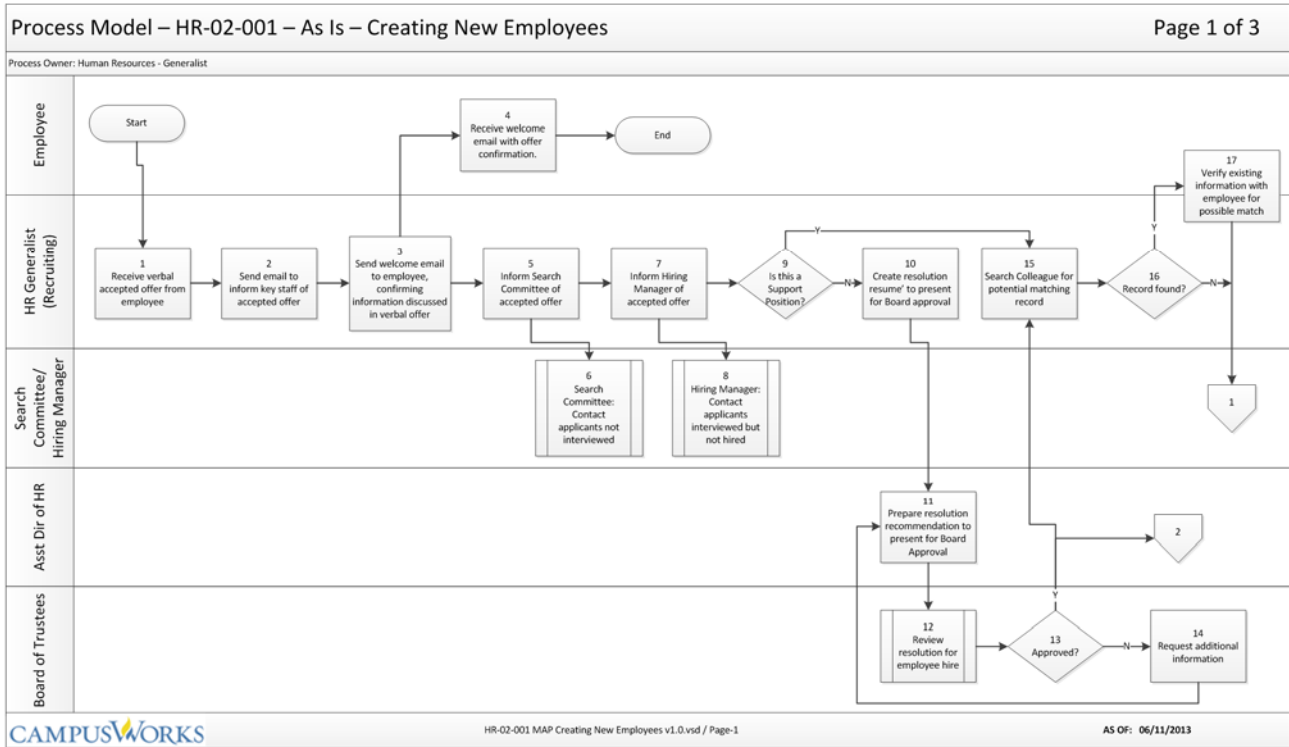 Process Model – HR-02-001 – As Is – Creating New Employees
Page 1 of 3
Process Owner: Human Resources - Generalist
Employee
Start
4
Receive welcome
email with offer
confirmation.
End
17
Verify existing
information with
employee for
possible match
Y
HR Generalist
(Recruiting)
1
Receive verbal
accepted offer from
employee
2
Send email to
inform key staff of
accepted offer
3
Send welcome email
to employee,
confirming
information discussed
in verbal offer
5
Inform Search
Committee of
accepted offer
7
Inform Hiring
Manager of
accepted offer
9
Is this a
Support
Position?
Y
N
10
Create resolution
resume' to present
for Board approval
15
Search Colleague for
potential matching
record
16
Record found?
N
Search
Committee/
Hiring Manager
6
Search
Committee:
Contact
applicants not
interviewed
8
Hiring Manager:
Contact
applicants
interviewed but
not hired
1
Asst Dir of HR
11
Prepare resolution
recommendation to
present for Board
Approval
2
Board of Trustees
12
Review
resolution for
employee hire
Y
13
Approved?
N
14
Request additional
information
CAMPUSWORKS
HR-02-001 MAP Creating New Employees v1.0.vsd / Page-1
AS OF: 06/11/2013